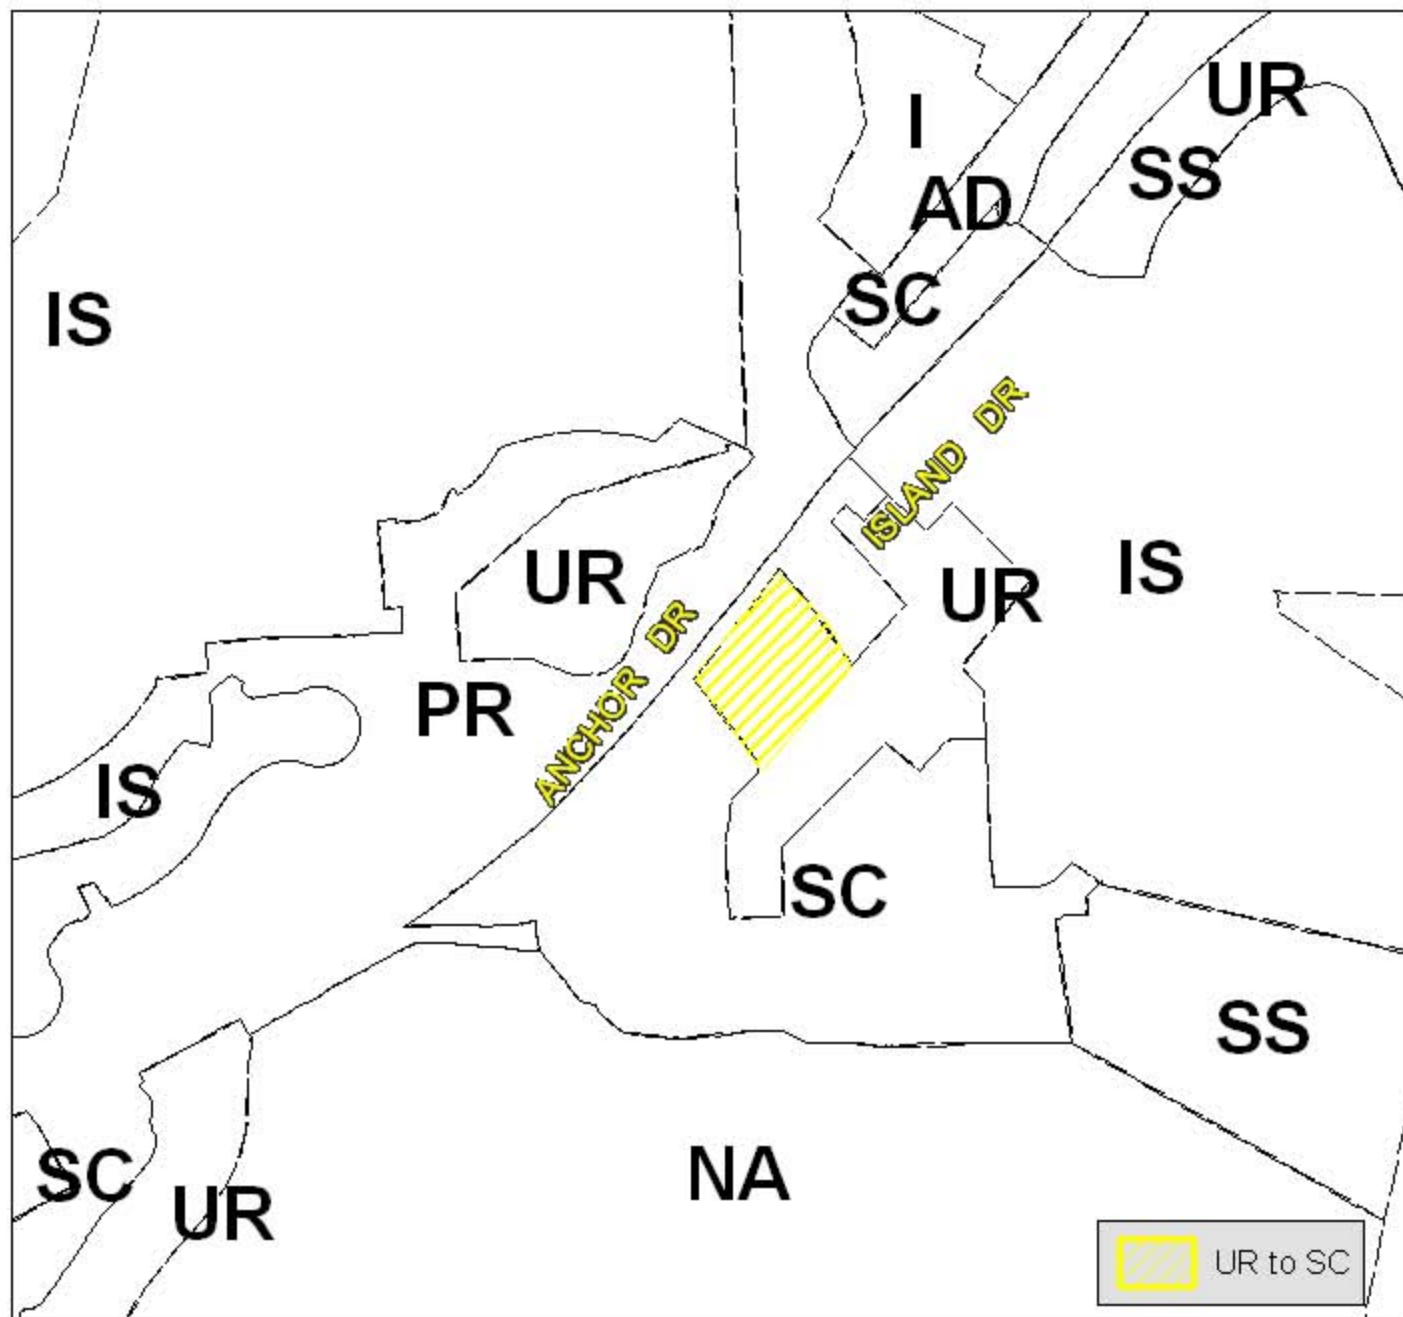 UR
I
SS
AD
SC
IS
ISLAND DR
IS
UR
UR
ANCHOR DR
PR
IS
SC
SS
SC
NA
UR
UR to SC